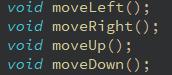 void moveLeft();
void moveRight();
void moveUp();
void moveDown();